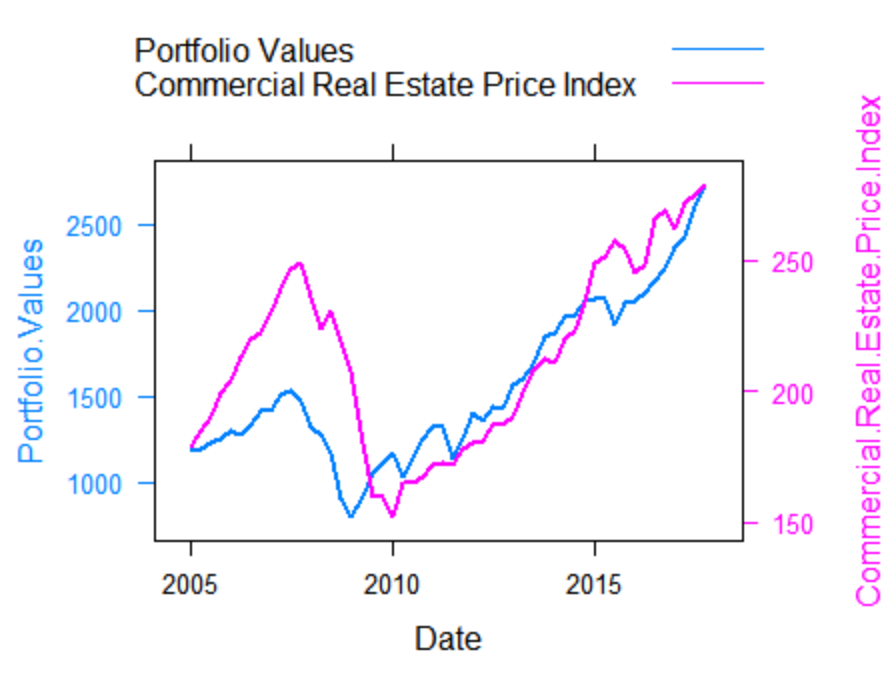 Portfolio Values
Commercial Real Estate Price Index
Portfolio.Values
2500
2000
1500
1000
250
200
150
Commercial.Real.Estate.Price.Index
2005
2010
2015
Date